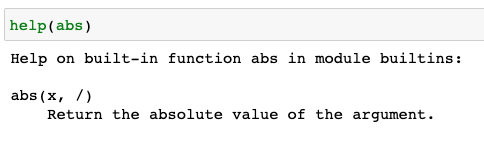 help(abs)
Help on built-in function abs in module builtins:
abs(x, /)
Return the absolute value of the argument.